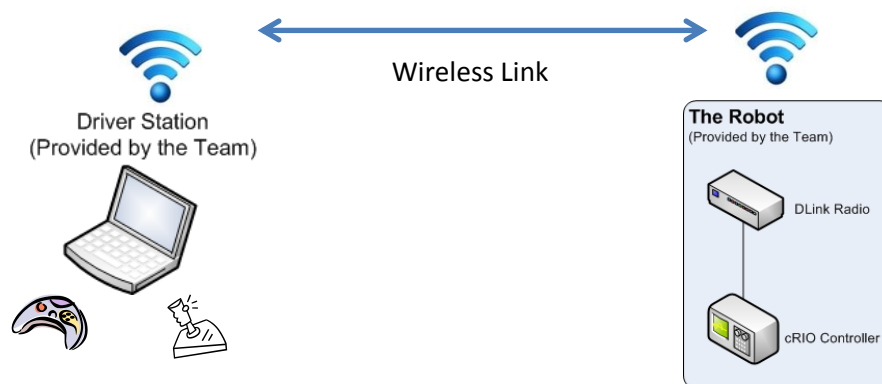 Wireless Link
Driver Station
(Provided by the Team)
The Robot
(Provided by the Team)
DLink Radio
cRIO Controller